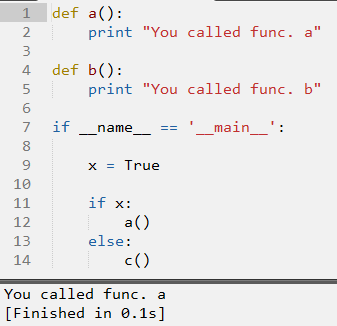 1 def a():
2     print "You called func. a"
3
4 def b():
5     print "You called func. b"
6
7 if __name__ == '__main__':
8
9     x = True
10
11     if x:
12         a()
13     else:
14         c()
You called func. a
[Finished in 0.1s]